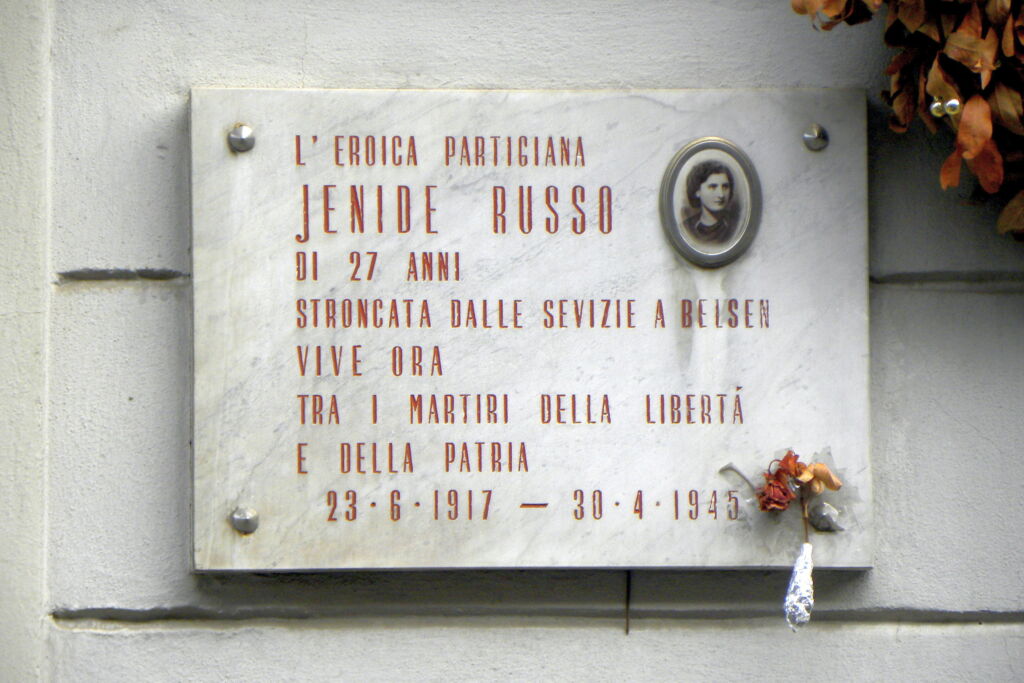 L' EROICA PARTIGIANA
JENIDE RUSSO
DI 27 ANNI
STRONCATA DALLE SEVIZIE A BELSEN
VIVE ORA
TRA I MARTIRI DELLA LIBERTÁ
E DELLA PATRIA
23·6·1917 — 30·4·1945